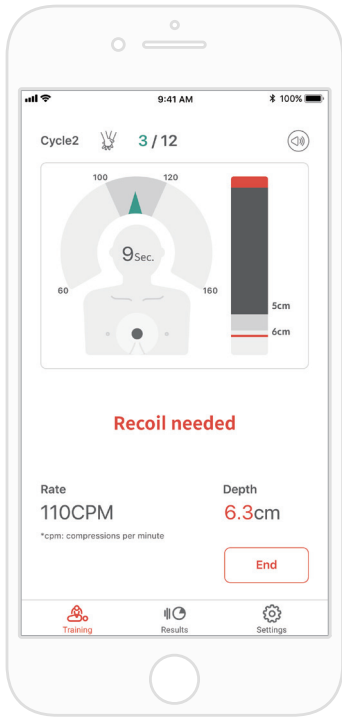 9:41 AM
100%
Cycle2 3 / 12
100 120
9Sec.
60 160
5cm
6cm
Recoil needed
Rate Depth
110CPM 6.3cm
*cpm: compressions per minute
End
Training Results Settings